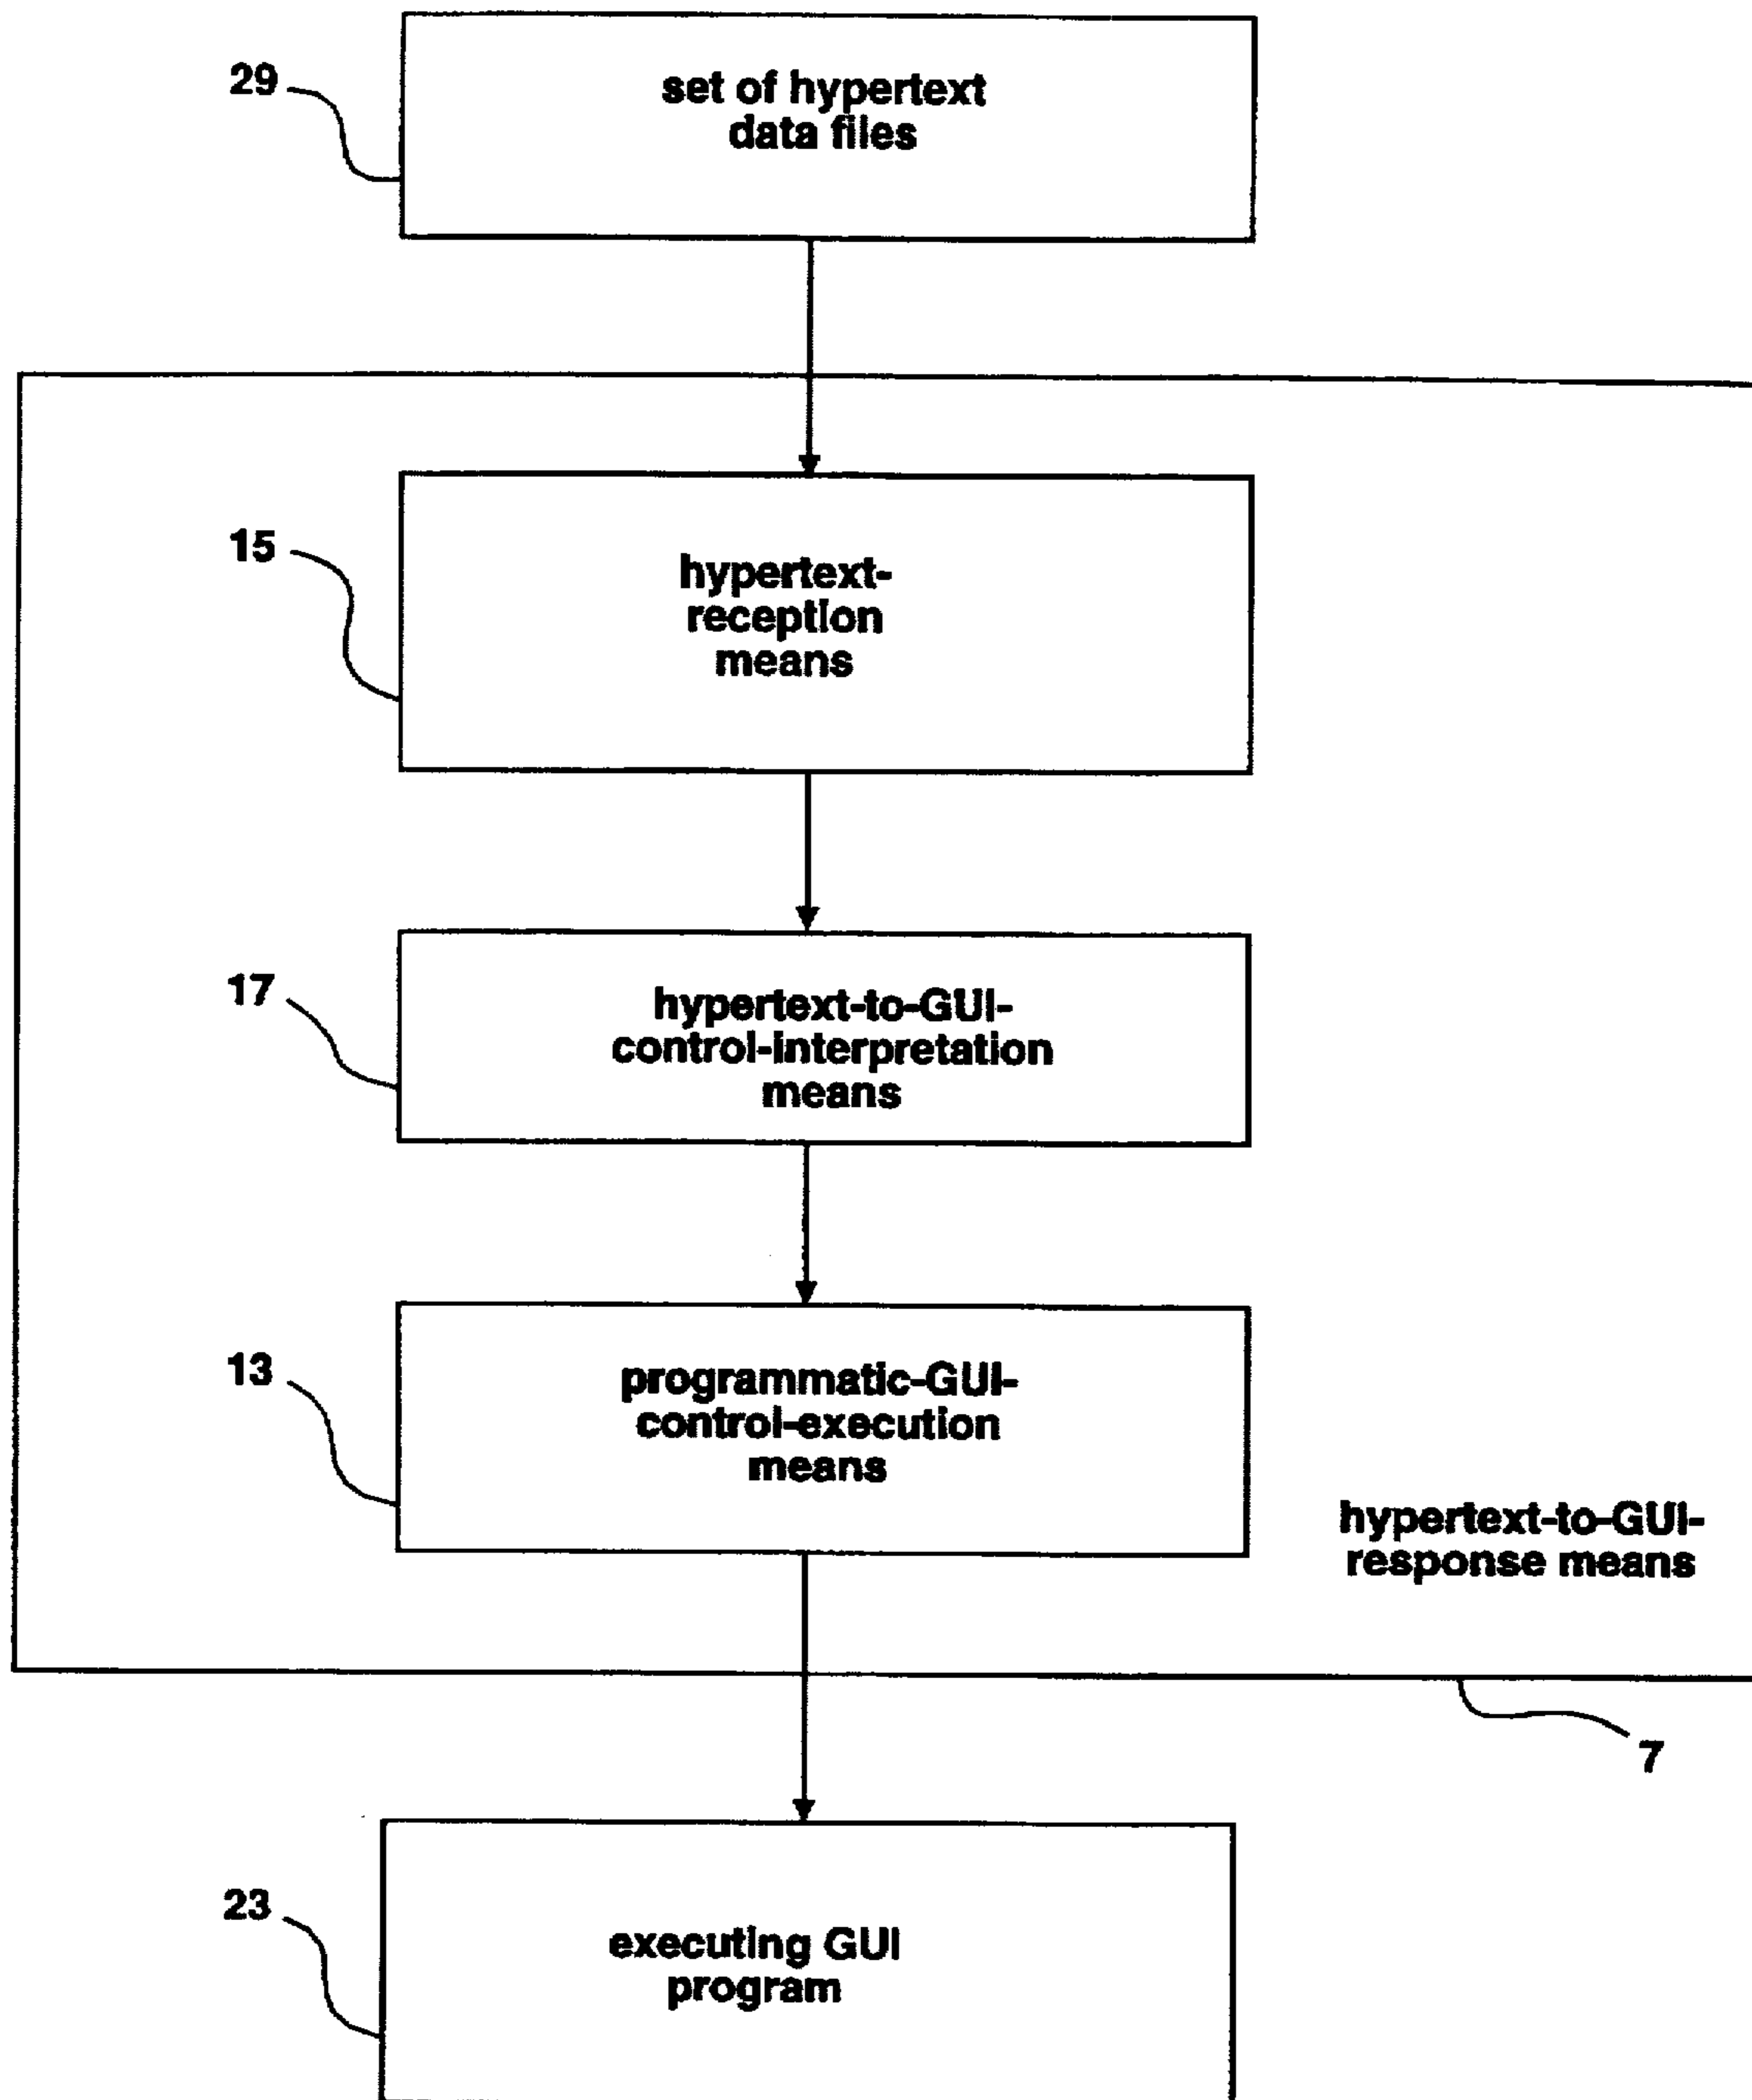 29
set of hypertext
data files
15
hypertext-
reception
means
17
hypertext-to-GUI-
control-interpretation
means
13
programmatic-GUI-
control-execution
means
hypertext-to-GUI-
response means
7
23
executing GUI
program